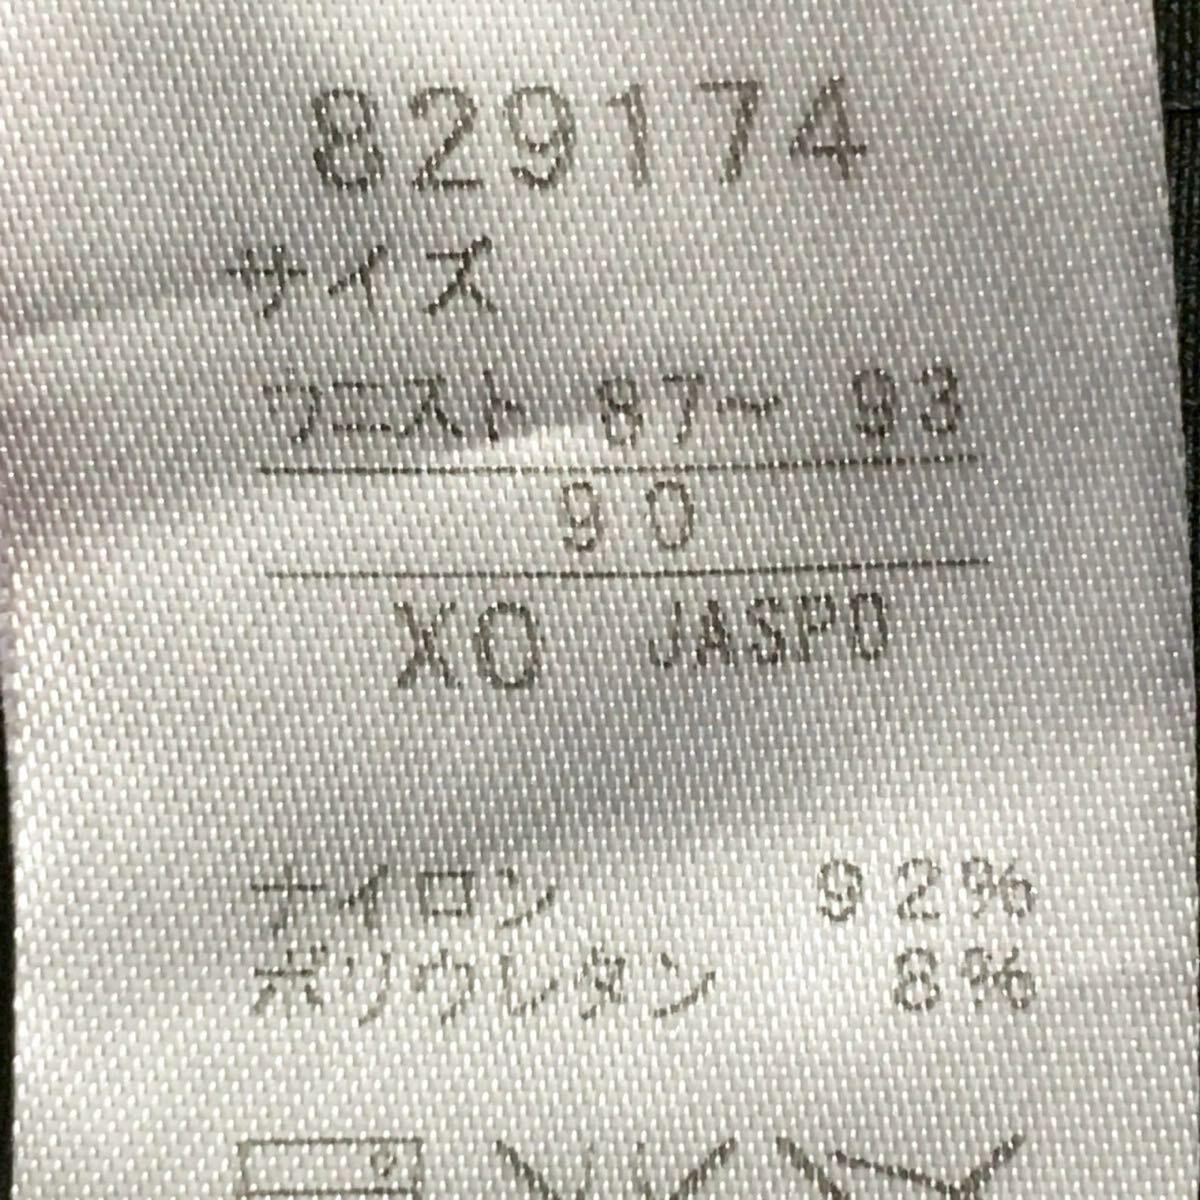 829174
サイズ
ウエスト 87～ 93
90
XO JASPO
ナイロン 92%
ポリウレタン 8%